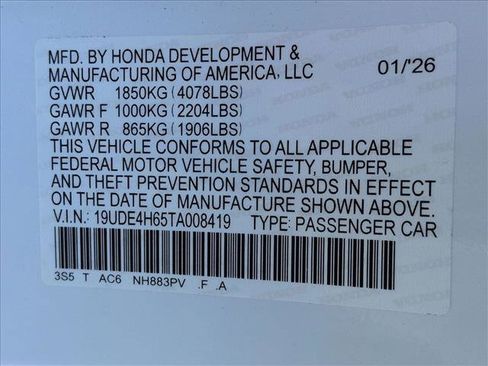 MFD. BY HONDA DEVELOPMENT &
MANUFACTURING OF AMERICA, LLC 01/'26
GVWR 1850KG (4078LBS)
GAWR F 1000KG (2204LBS)
GAWR R 865KG (1906LBS)
THIS VEHICLE CONFORMS TO ALL APPLICABLE
FEDERAL MOTOR VEHICLE SAFETY, BUMPER,
AND THEFT PREVENTION STANDARDS IN EFFECT
ON THE DATE OF MANUFACTURE SHOWN ABOVE.
V.I.N.: 19UDE4H65TA008419 TYPE: PASSENGER CAR
3S5 T AC6 NH883PV .F .A